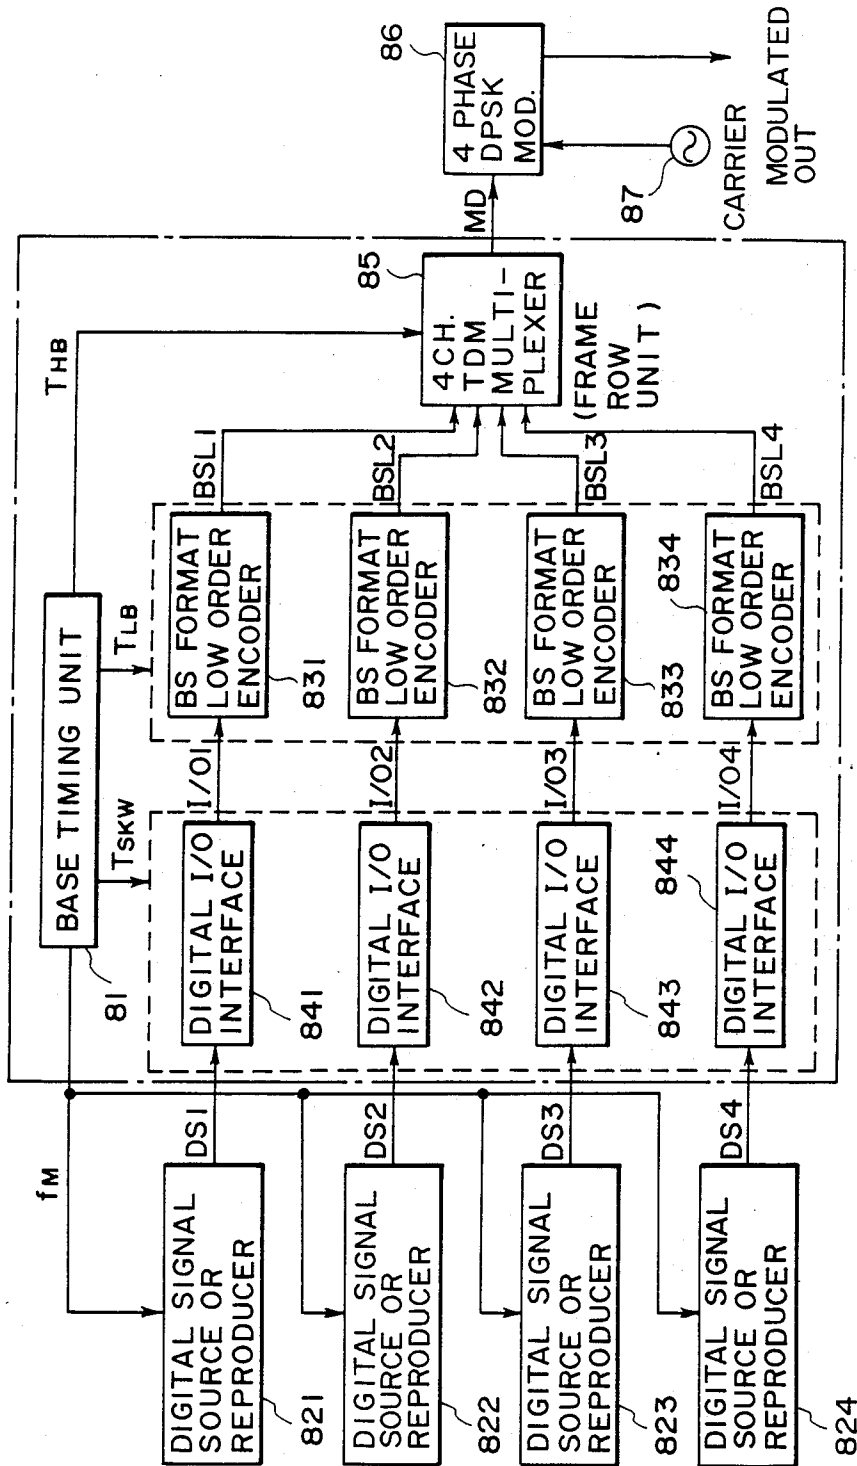 BASE TIMING UNIT
81
fM
TSKW
TLB
THB
DIGITAL SIGNAL
SOURCE OR
REPRODUCER
821
DS1
DIGITAL I/O
INTERFACE
841
I/O1
BS FORMAT
LOW ORDER
ENCODER
831
BSL1
DIGITAL SIGNAL
SOURCE OR
REPRODUCER
822
DS2
DIGITAL I/O
INTERFACE
842
I/O2
BS FORMAT
LOW ORDER
ENCODER
832
BSL2
DIGITAL SIGNAL
SOURCE OR
REPRODUCER
823
DS3
DIGITAL I/O
INTERFACE
843
I/O3
BS FORMAT
LOW ORDER
ENCODER
833
BSL3
DIGITAL SIGNAL
SOURCE OR
REPRODUCER
824
DS4
DIGITAL I/O
INTERFACE
844
I/O4
BS FORMAT
LOW ORDER
ENCODER
834
BSL4
85
4CH.
TDM
MULTI-
PLEXER
(FRAME
ROW
UNIT)
MD
86
4 PHASE
DPSK
MOD.
87
CARRIER
MODULATED
OUT